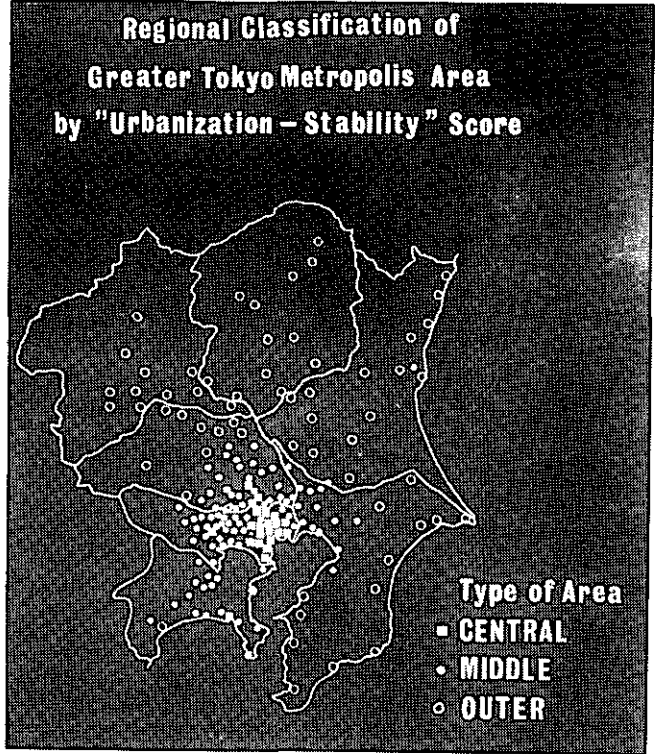 Regional Classification of
Greater Tokyo Metropolis Area
by "Urbanization – Stability" Score
Type of Area
CENTRAL
MIDDLE
OUTER